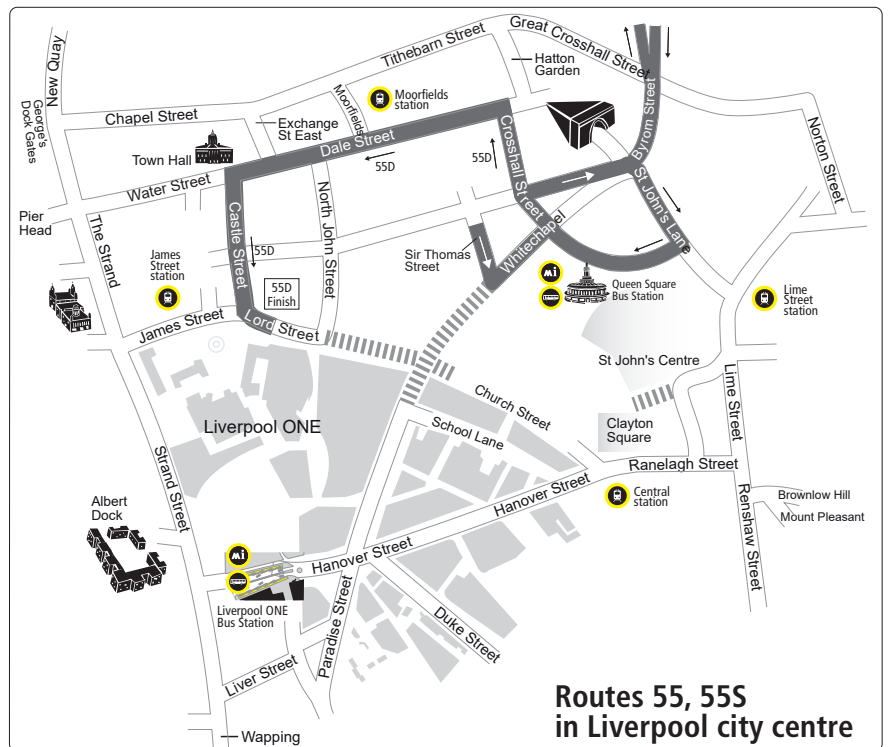 New Quay
George's
Dock Gates
Chapel Street
Tithebarn Street
Great Crosshall Street
Hatton
Garden
Moorfields
Moorfields
station
Exchange
St East
Town Hall
Dale Street
55D
55D
Crosshall Street
Byrom Street
Norton Street
Water Street
Pier
Head
The Strand
Castle Street
55D
North John Street
James
Street
station
55D
Finish
Sir Thomas
Street
Whitechapel
St John's Lane
Mi
Queen Square
Bus Station
Lime
Street
station
James Street
Lord Street
St John's Centre
Liverpool ONE
Church Street
School Lane
Clayton
Square
Lime Street
Ranelagh Street
Strand Street
Albert
Dock
Hanover Street
Central
station
Renshaw Street
Brownlow Hill
Mount Pleasant
Mi
Hanover Street
Liverpool ONE
Bus Station
Paradise Street
Duke Street
Liver Street
Wapping
Routes 55, 55S
in Liverpool city centre